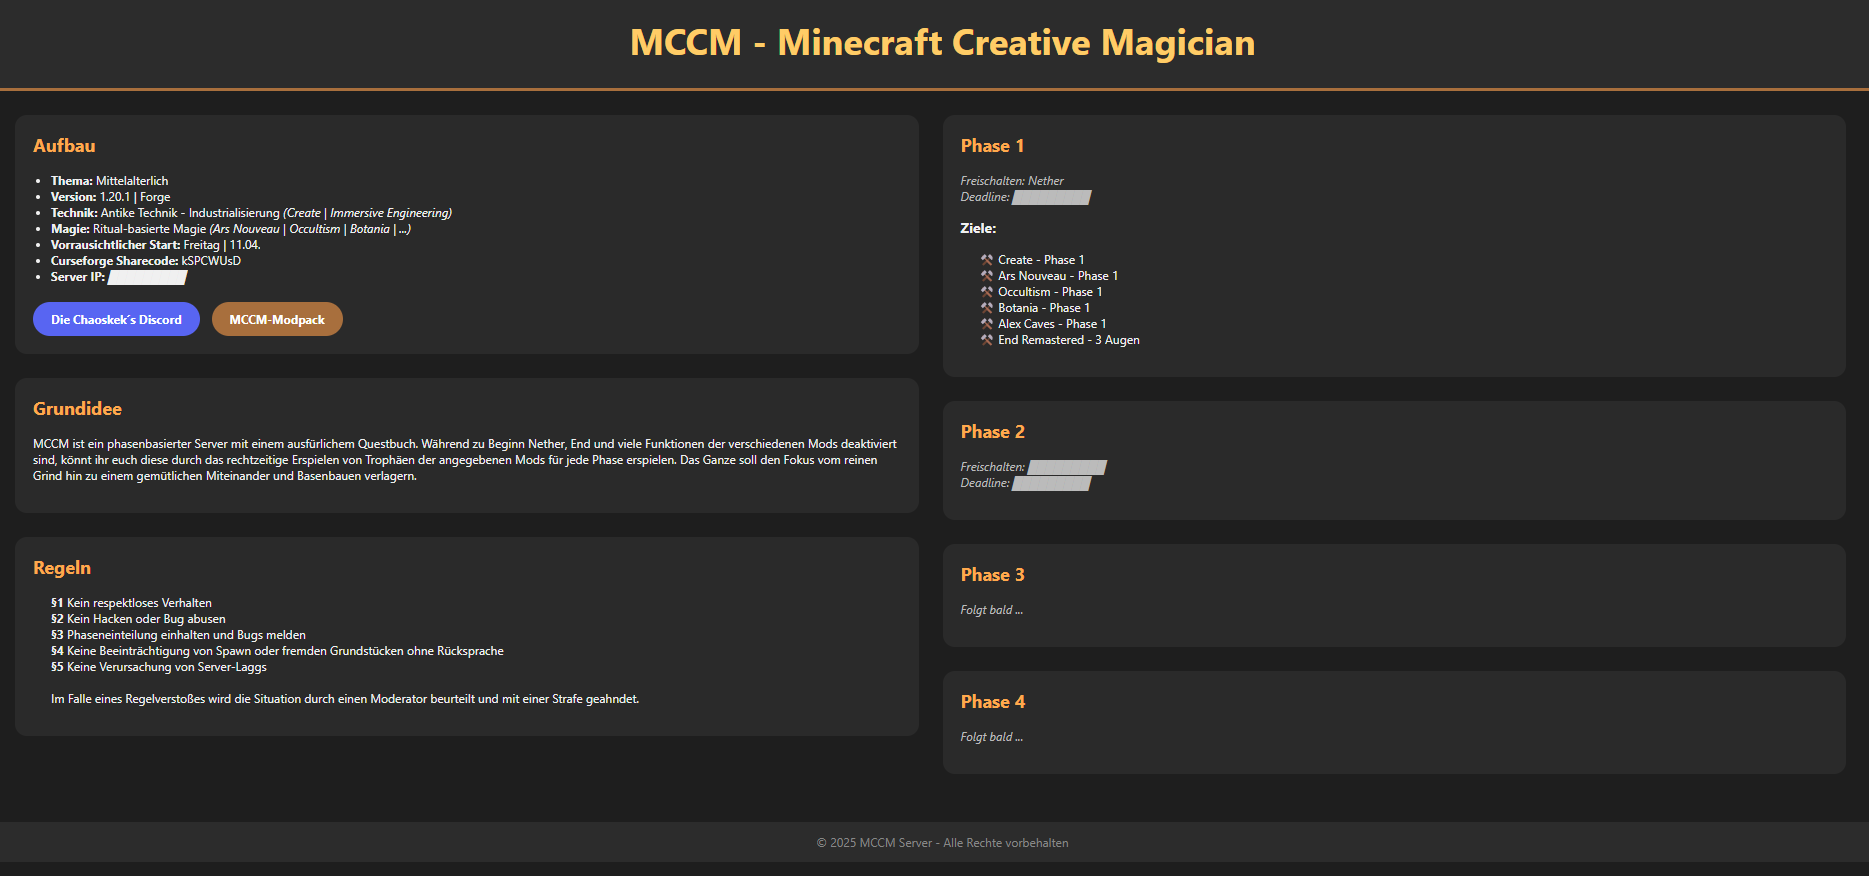 MCCM - Minecraft Creative Magician
Aufbau
Thema: Mittelalterlich
Version: 1.20.1 | Forge
Technik: Antike Technik - Industrialisierung (Create | Immersive Engineering)
Magie: Ritual-basierte Magie (Ars Nouveau | Occultism | Botania | ...)
Vorrausichtlicher Start: Freitag | 11.04.
Curseforge Sharecode: kSPCWUsD
Server IP: ██████████
Die Chaoskek´s Discord
MCCM-Modpack
Grundidee
MCCM ist ein phasenbasierter Server mit einem ausfürlichem Questbuch. Während zu Beginn Nether, End und viele Funktionen der verschiedenen Mods deaktiviert
sind, könnt ihr euch diese durch das rechtzeitige Erspielen von Trophäen der angegebenen Mods für jede Phase erspielen. Das Ganze soll den Fokus vom reinen
Grind hin zu einem gemütlichen Miteinander und Basenbauen verlagern.
Regeln
§1 Kein respektloses Verhalten
§2 Kein Hacken oder Bug abusen
§3 Phaseneinteilung einhalten und Bugs melden
§4 Keine Beeinträchtigung von Spawn oder fremden Grundstücken ohne Rücksprache
§5 Keine Verursachung von Server-Laggs
Im Falle eines Regelverstoßes wird die Situation durch einen Moderator beurteilt und mit einer Strafe geahndet.
Phase 1
Freischalten: Nether
Deadline: ██████████
Ziele:
⚒️ Create - Phase 1
⚒️ Ars Nouveau - Phase 1
⚒️ Occultism - Phase 1
⚒️ Botania - Phase 1
⚒️ Alex Caves - Phase 1
⚒️ End Remastered - 3 Augen
Phase 2
Freischalten: ██████████
Deadline: ██████████
Phase 3
Folgt bald ...
Phase 4
Folgt bald ...
© 2025 MCCM Server - Alle Rechte vorbehalten